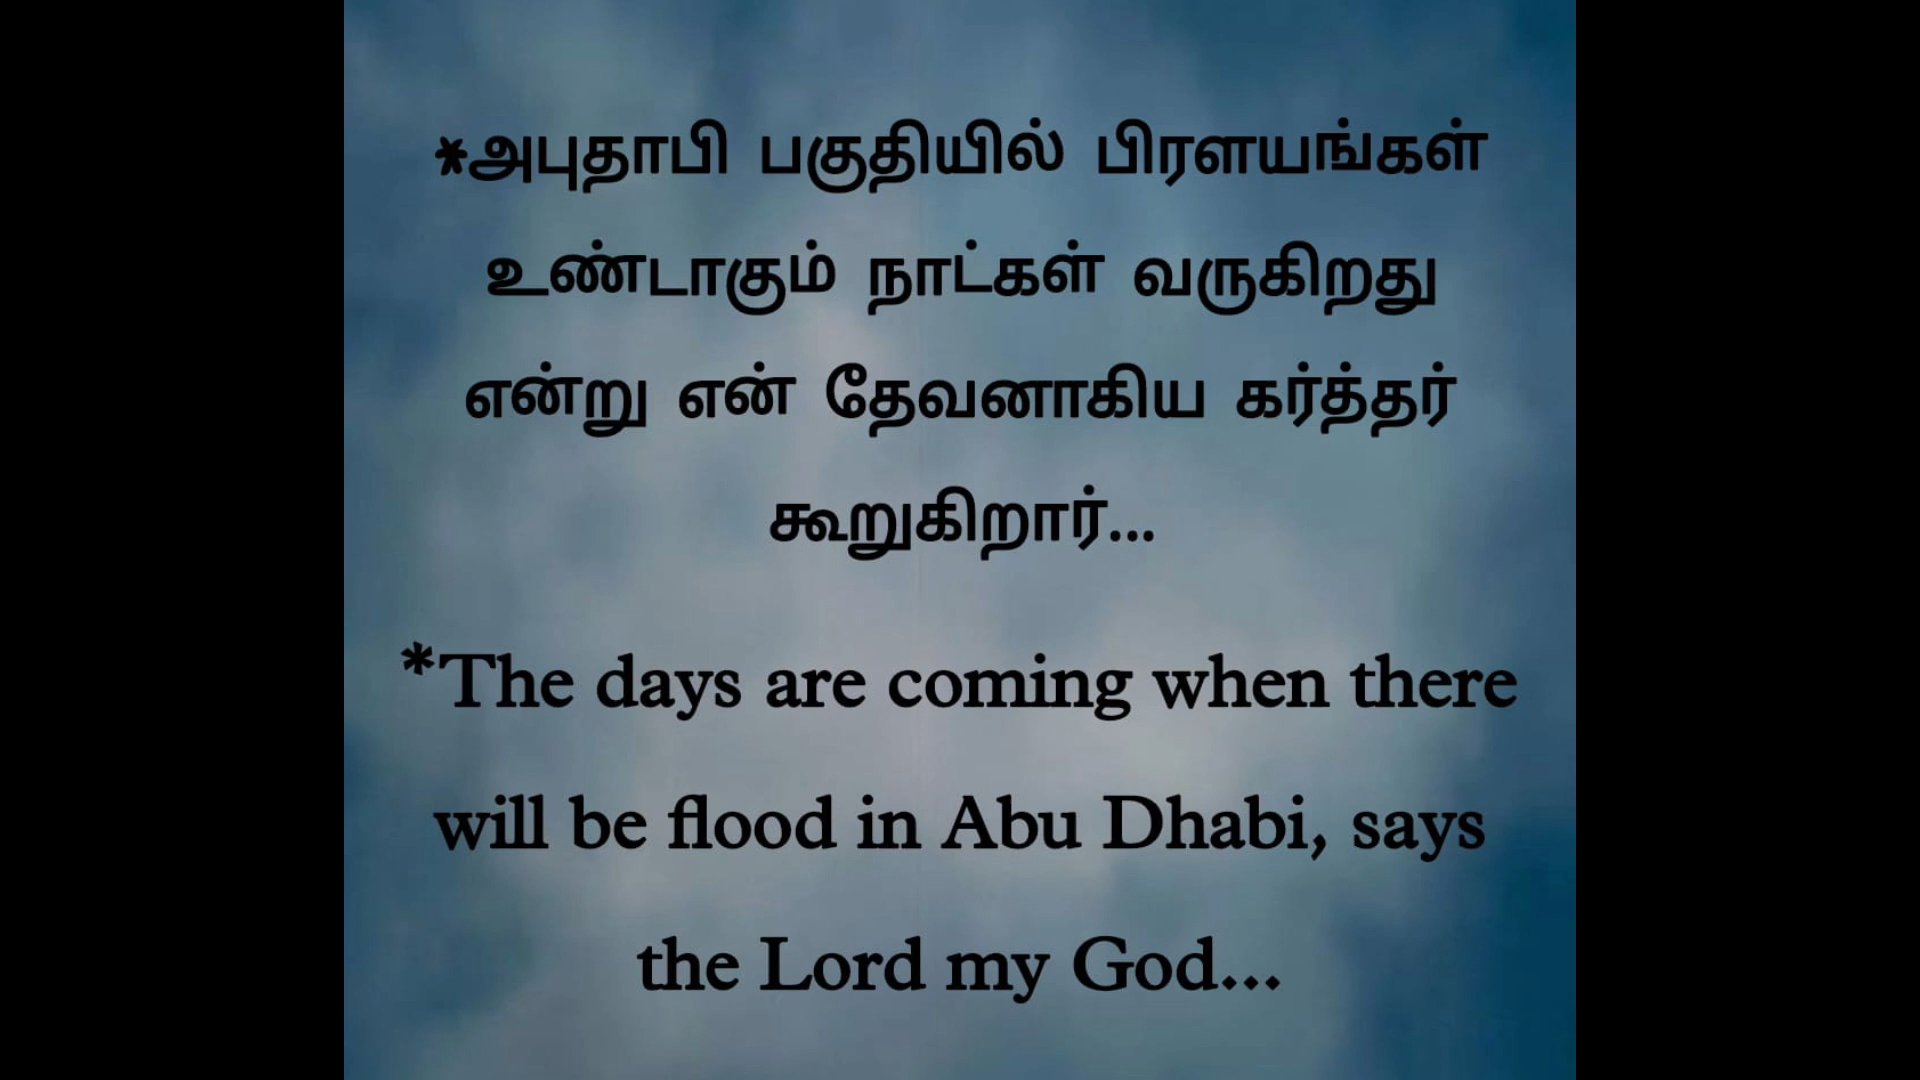 *அபுதாபி பகுதியில் பிரளயங்கள்
உண்டாகும் நாட்கள் வருகிறது
என்று என் தேவனாகிய கர்த்தர்
கூறுகிறார்...
*The days are coming when there
will be flood in Abu Dhabi, says
the Lord my God...